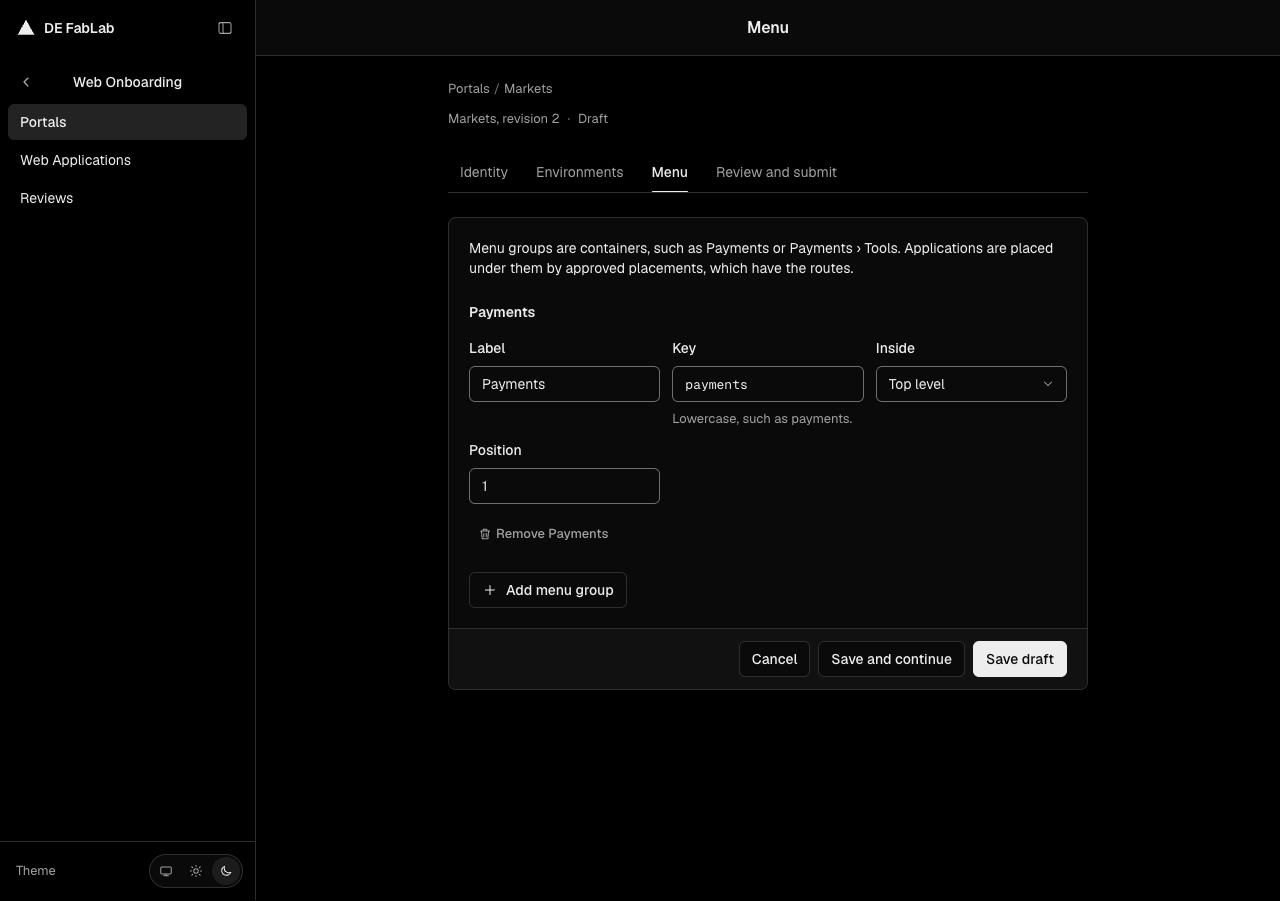 DE FabLab
Menu
Web Onboarding
Portals
Web Applications
Reviews
Portals / Markets
Markets, revision 2 · Draft
Identity Environments Menu Review and submit
Menu groups are containers, such as Payments or Payments › Tools. Applications are placed
under them by approved placements, which have the routes.
Payments
Label Key Inside
Payments payments Top level
Lowercase, such as payments.
Position
1
Remove Payments
Add menu group
Cancel Save and continue Save draft
Theme